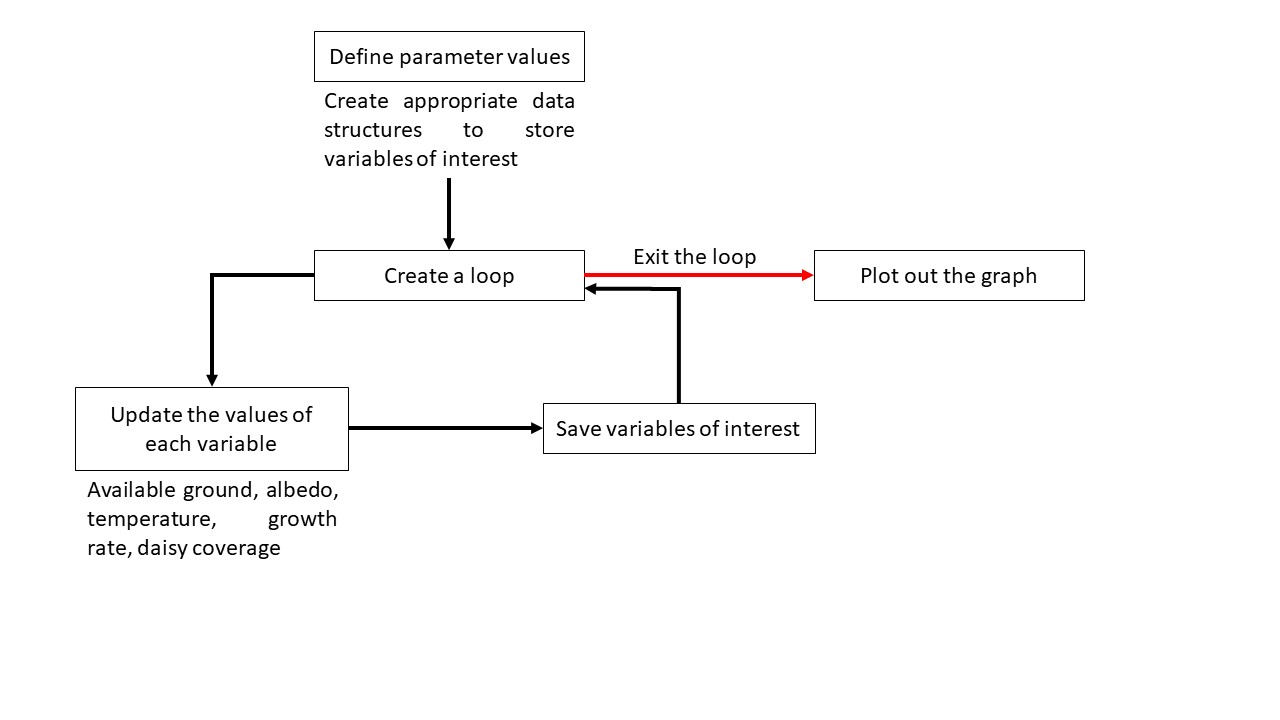 Define parameter values
Create appropriate data
structures to store
variables of interest
Create a loop
Exit the loop
Plot out the graph
Update the values of
each variable
Save variables of interest
Available ground, albedo,
temperature, growth
rate, daisy coverage